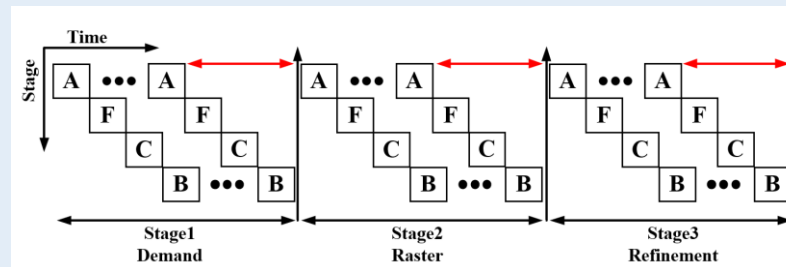 Time
Stage
A ••• A A ••• A A ••• A
F F F F F F
C C C C C C
B ••• B B ••• B B ••• B
Stage1 Stage2 Stage3
Demand Raster Refinement